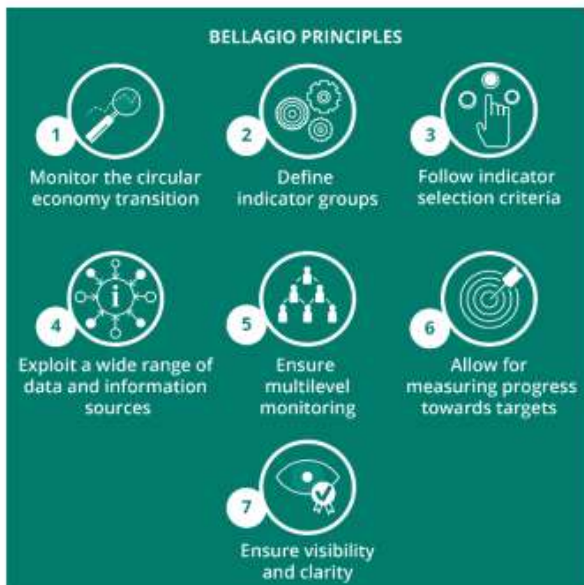 BELLAGIO PRINCIPLES
1
Monitor the circular
economy transition
2
Define
indicator groups
3
Follow indicator
selection criteria
4
i
Exploit a wide range of
data and information
sources
5
Ensure
multilevel
monitoring
6
Allow for
measuring progress
towards targets
7
Ensure visibility
and clarity